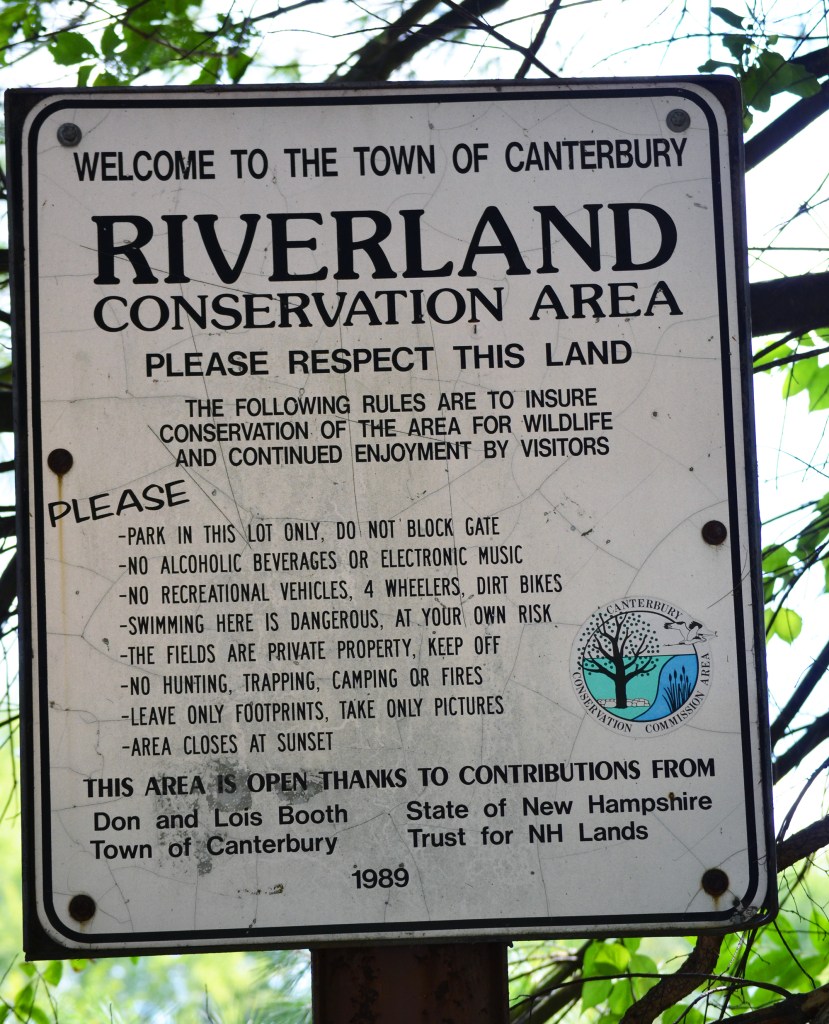 WELCOME TO THE TOWN OF CANTERBURY
RIVERLAND
CONSERVATION AREA
PLEASE RESPECT THIS LAND
THE FOLLOWING RULES ARE TO INSURE
CONSERVATION OF THE AREA FOR WILDLIFE
AND CONTINUED ENJOYMENT BY VISITORS
PLEASE
-PARK IN THIS LOT ONLY, DO NOT BLOCK GATE
-NO ALCOHOLIC BEVERAGES OR ELECTRONIC MUSIC
-NO RECREATIONAL VEHICLES, 4 WHEELERS, DIRT BIKES
-SWIMMING HERE IS DANGEROUS, AT YOUR OWN RISK
-THE FIELDS ARE PRIVATE PROPERTY, KEEP OFF
-NO HUNTING, TRAPPING, CAMPING OR FIRES
-LEAVE ONLY FOOTPRINTS, TAKE ONLY PICTURES
-AREA CLOSES AT SUNSET
CANTERBURY
CONSERVATION COMMISSION AREA
THIS AREA IS OPEN THANKS TO CONTRIBUTIONS FROM
Don and Lois Booth State of New Hampshire
Town of Canterbury Trust for NH Lands
1989